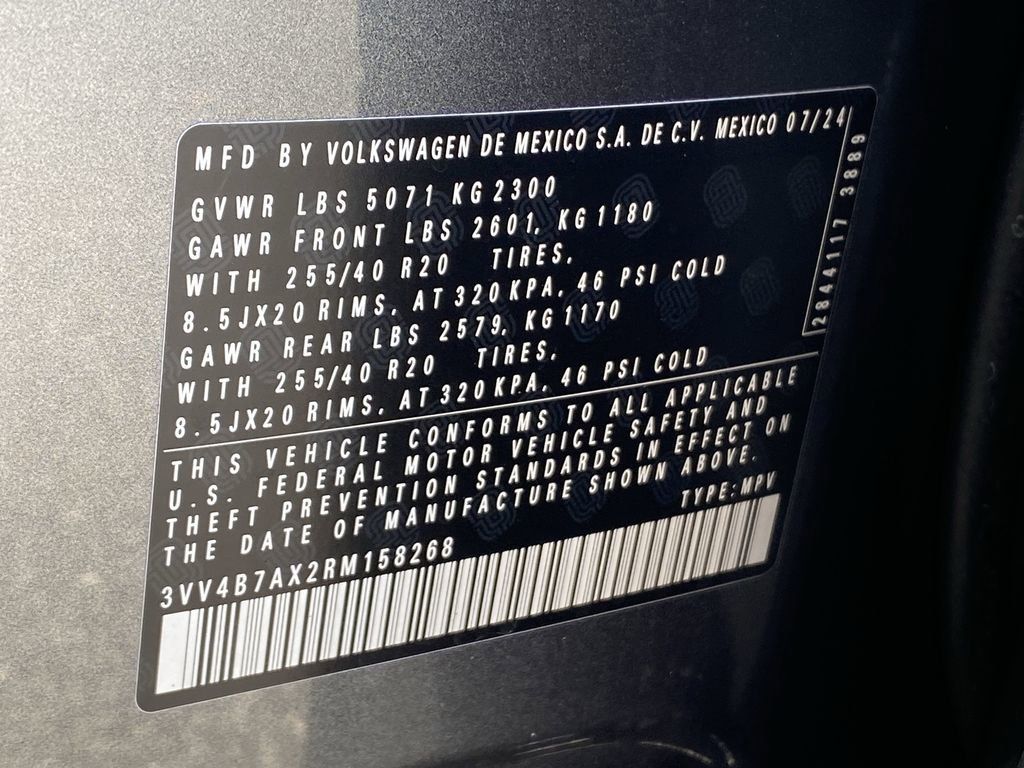 MFD BY VOLKSWAGEN DE MEXICO S.A. DE C.V. MEXICO 07/24
GVWR LBS 5071 KG 2300
GAWR FRONT LBS 2601, KG 1180
WITH 255/40 R20 TIRES,
8.5JX20 RIMS, AT 320 KPA, 46 PSI COLD
GAWR REAR LBS 2579, KG 1170
WITH 255/40 R20 TIRES,
8.5JX20 RIMS, AT 320 KPA, 46 PSI COLD
2844117 3889
THIS VEHICLE CONFORMS TO ALL APPLICABLE
U.S. FEDERAL MOTOR VEHICLE SAFETY AND
THEFT PREVENTION STANDARDS IN EFFECT ON
THE DATE OF MANUFACTURE SHOWN ABOVE.
TYPE: MPV
3VV4B7AX2RM158268